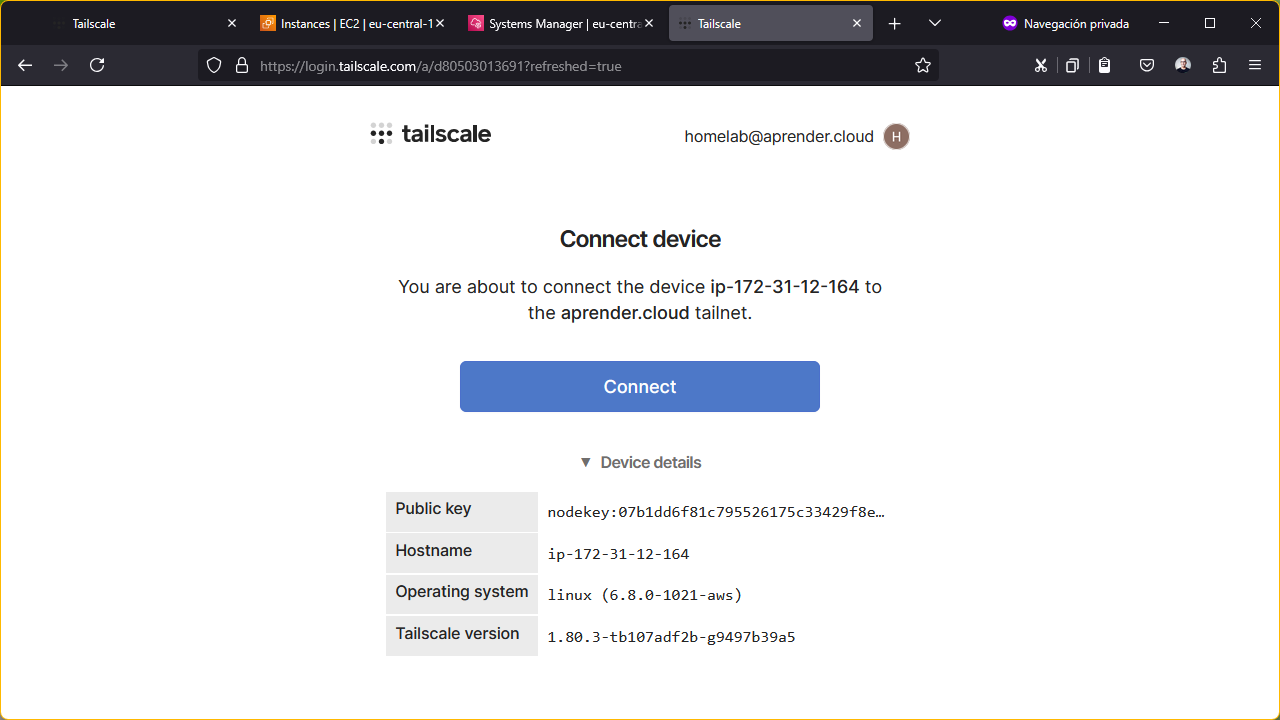 Tailscale
Instances | EC2 | eu-central-1
Systems Manager | eu-centra
Tailscale
Navegación privada
https://login.tailscale.com/a/d80503013691?refreshed=true
tailscale
homelab@aprender.cloud
H
Connect device
You are about to connect the device ip-172-31-12-164 to
the aprender.cloud tailnet.
Connect
▼ Device details
Public key
nodekey:07b1dd6f81c795526175c33429f8e…
Hostname
ip-172-31-12-164
Operating system
linux (6.8.0-1021-aws)
Tailscale version
1.80.3-tb107adf2b-g9497b39a5